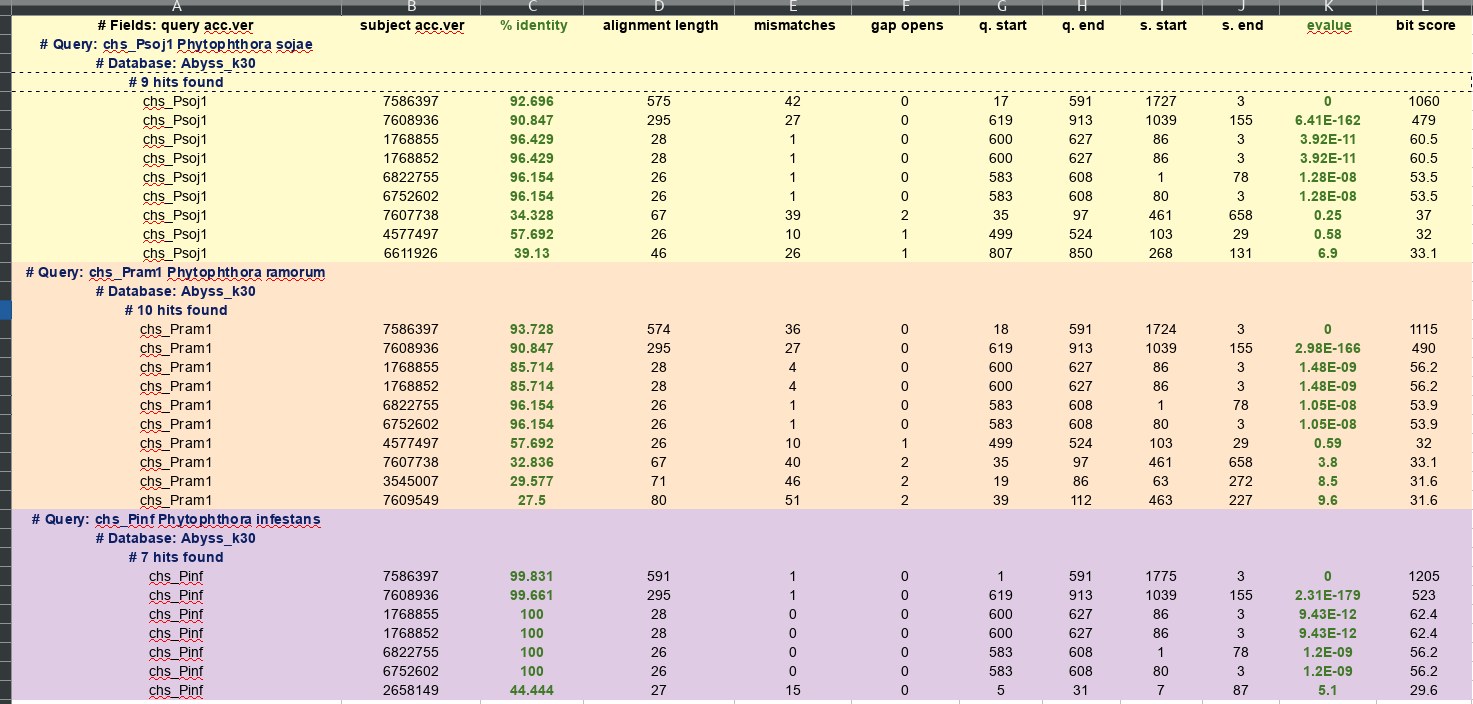 A B C D E F G H I J K L
# Fields: query acc.ver subject acc.ver % identity alignment length mismatches gap opens q. start q. end s. start s. end evalue bit score
# Query: chs_Psoj1 Phytophthora sojae
# Database: Abyss_k30
# 9 hits found
chs_Psoj1 7586397 92.696 575 42 0 17 591 1727 3 0 1060
chs_Psoj1 7608936 90.847 295 27 0 619 913 1039 155 6.41E-162 479
chs_Psoj1 1768855 96.429 28 1 0 600 627 86 3 3.92E-11 60.5
chs_Psoj1 1768852 96.429 28 1 0 600 627 86 3 3.92E-11 60.5
chs_Psoj1 6822755 96.154 26 1 0 583 608 1 78 1.28E-08 53.5
chs_Psoj1 6752602 96.154 26 1 0 583 608 80 3 1.28E-08 53.5
chs_Psoj1 7607738 34.328 67 39 2 35 97 461 658 0.25 37
chs_Psoj1 4577497 57.692 26 10 1 499 524 103 29 0.58 32
chs_Psoj1 6611926 39.13 46 26 1 807 850 268 131 6.9 33.1
# Query: chs_Pram1 Phytophthora ramorum
# Database: Abyss_k30
# 10 hits found
chs_Pram1 7586397 93.728 574 36 0 18 591 1724 3 0 1115
chs_Pram1 7608936 90.847 295 27 0 619 913 1039 155 2.98E-166 490
chs_Pram1 1768855 85.714 28 4 0 600 627 86 3 1.48E-09 56.2
chs_Pram1 1768852 85.714 28 4 0 600 627 86 3 1.48E-09 56.2
chs_Pram1 6822755 96.154 26 1 0 583 608 1 78 1.05E-08 53.9
chs_Pram1 6752602 96.154 26 1 0 583 608 80 3 1.05E-08 53.9
chs_Pram1 4577497 57.692 26 10 1 499 524 103 29 0.59 32
chs_Pram1 7607738 32.836 67 40 2 35 97 461 658 3.8 33.1
chs_Pram1 3545007 29.577 71 46 2 19 86 63 272 8.5 31.6
chs_Pram1 7609549 27.5 80 51 2 39 112 463 227 9.6 31.6
# Query: chs_Pinf Phytophthora infestans
# Database: Abyss_k30
# 7 hits found
chs_Pinf 7586397 99.831 591 1 0 1 591 1775 3 0 1205
chs_Pinf 7608936 99.661 295 1 0 619 913 1039 155 2.31E-179 523
chs_Pinf 1768855 100 28 0 0 600 627 86 3 9.43E-12 62.4
chs_Pinf 1768852 100 28 0 0 600 627 86 3 9.43E-12 62.4
chs_Pinf 6822755 100 26 0 0 583 608 1 78 1.2E-09 56.2
chs_Pinf 6752602 100 26 0 0 583 608 80 3 1.2E-09 56.2
chs_Pinf 2658149 44.444 27 15 0 5 31 7 87 5.1 29.6